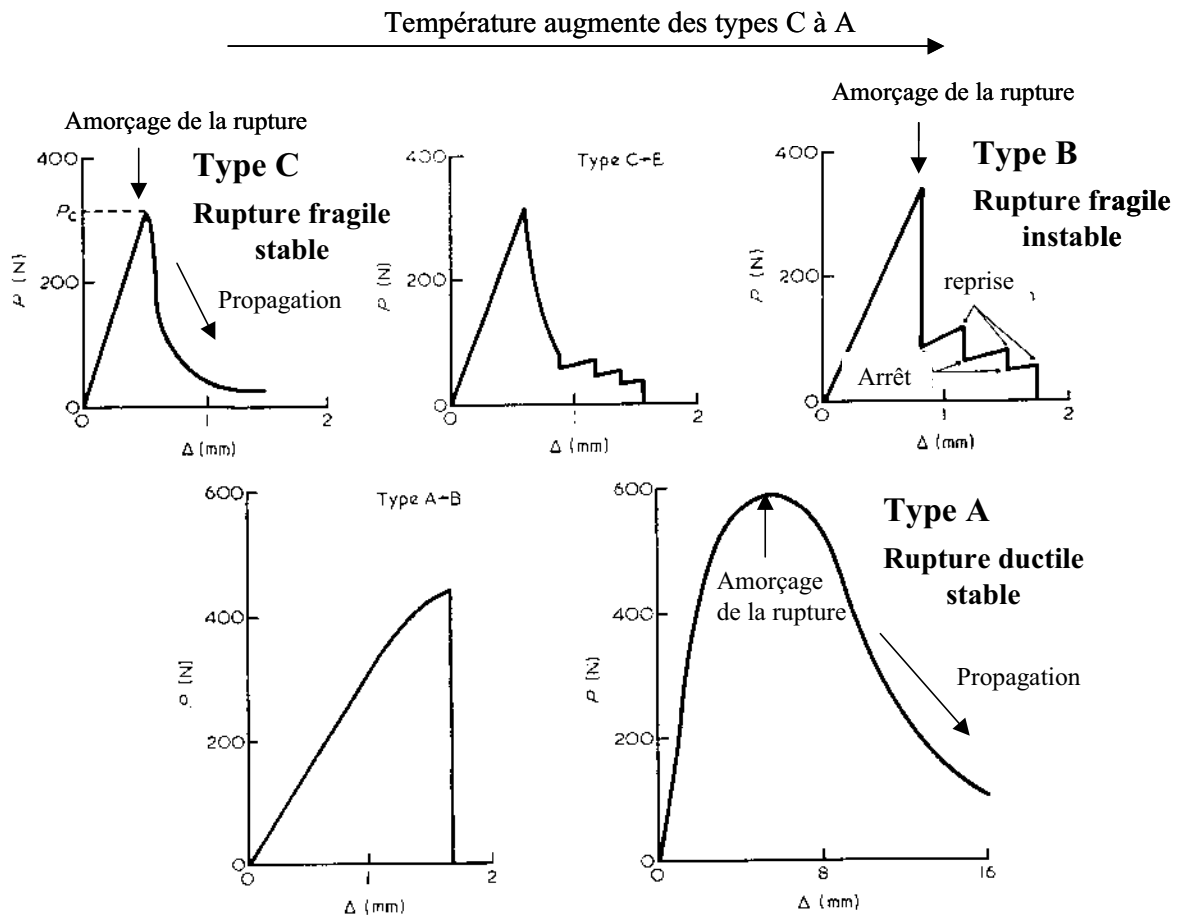 Température augmente des types C à A
Amorçage de la rupture
Type C
Rupture fragile
stable
Propagation
400
Pc
200
0
P (N)
0
1
2
Δ (mm)
Type C-E
400
200
0
P (N)
0
1
2
Δ (mm)
Amorçage de la rupture
Type B
Rupture fragile
instable
reprise
Arrêt
400
200
0
P (N)
0
1
2
Δ (mm)
Type A-B
600
400
200
0
P (N)
0
1
2
Δ (mm)
Type A
Rupture ductile
stable
Amorçage
de la rupture
Propagation
600
400
200
0
P (N)
0
8
16
Δ (mm)